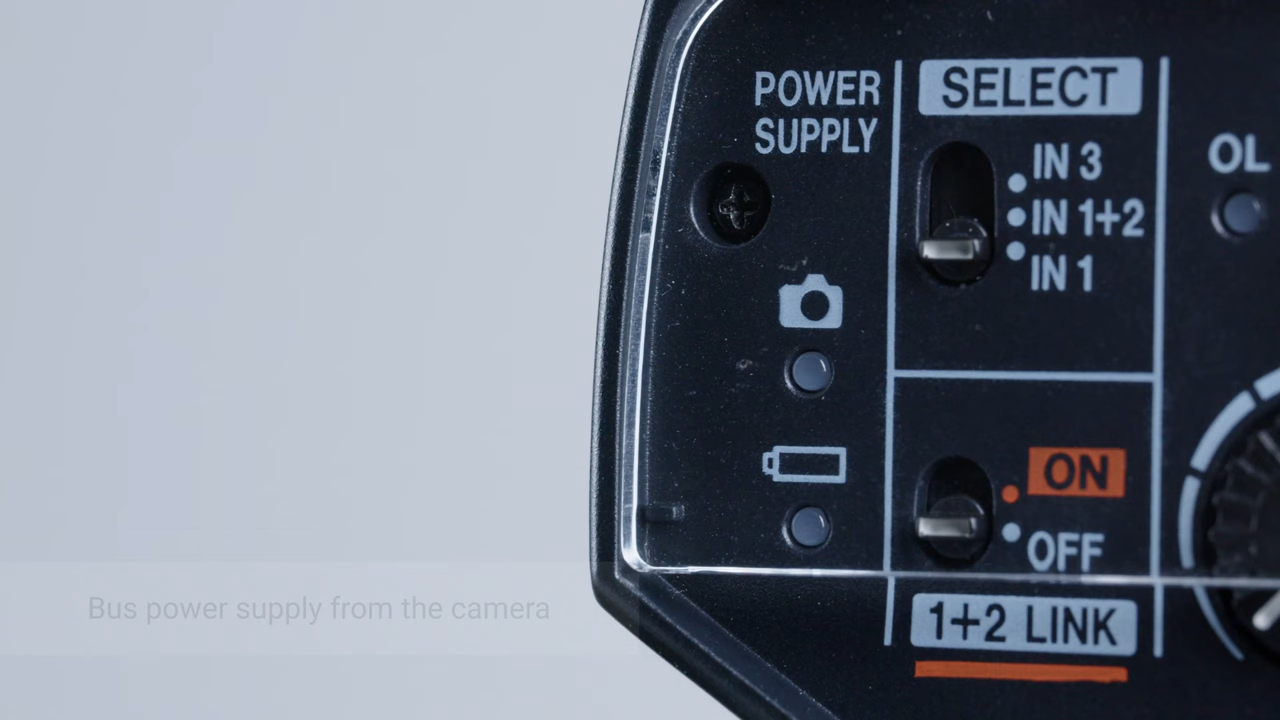 POWER
SUPPLY
SELECT
IN 3
IN 1+2
IN 1
OL
ON
OFF
1+2 LINK
Bus power supply from the camera